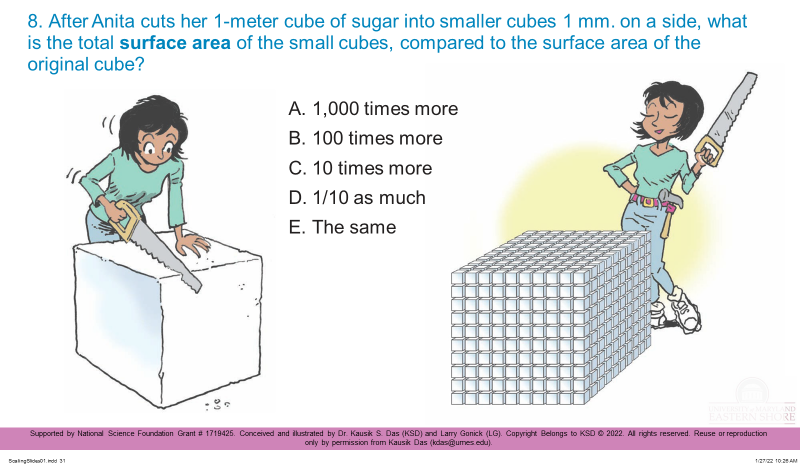 8. After Anita cuts her 1-meter cube of sugar into smaller cubes 1 mm. on a side, what
is the total surface area of the small cubes, compared to the surface area of the
original cube?
A. 1,000 times more
B. 100 times more
C. 10 times more
D. 1/10 as much
E. The same
EASTERN SHORE
Supported by National Science Foundation Grant # 1719425. Conceived and illustrated by Dr. Kausik S. Das (KSD) and Larry Gonick (LG). Copyright Belongs to KSD © 2022. All rights reserved. Reuse or reproduction
only by permission from Kausik Das (kdas@umes.edu).
ScalingSlides01.indd 31
1/27/22 10:26 AM